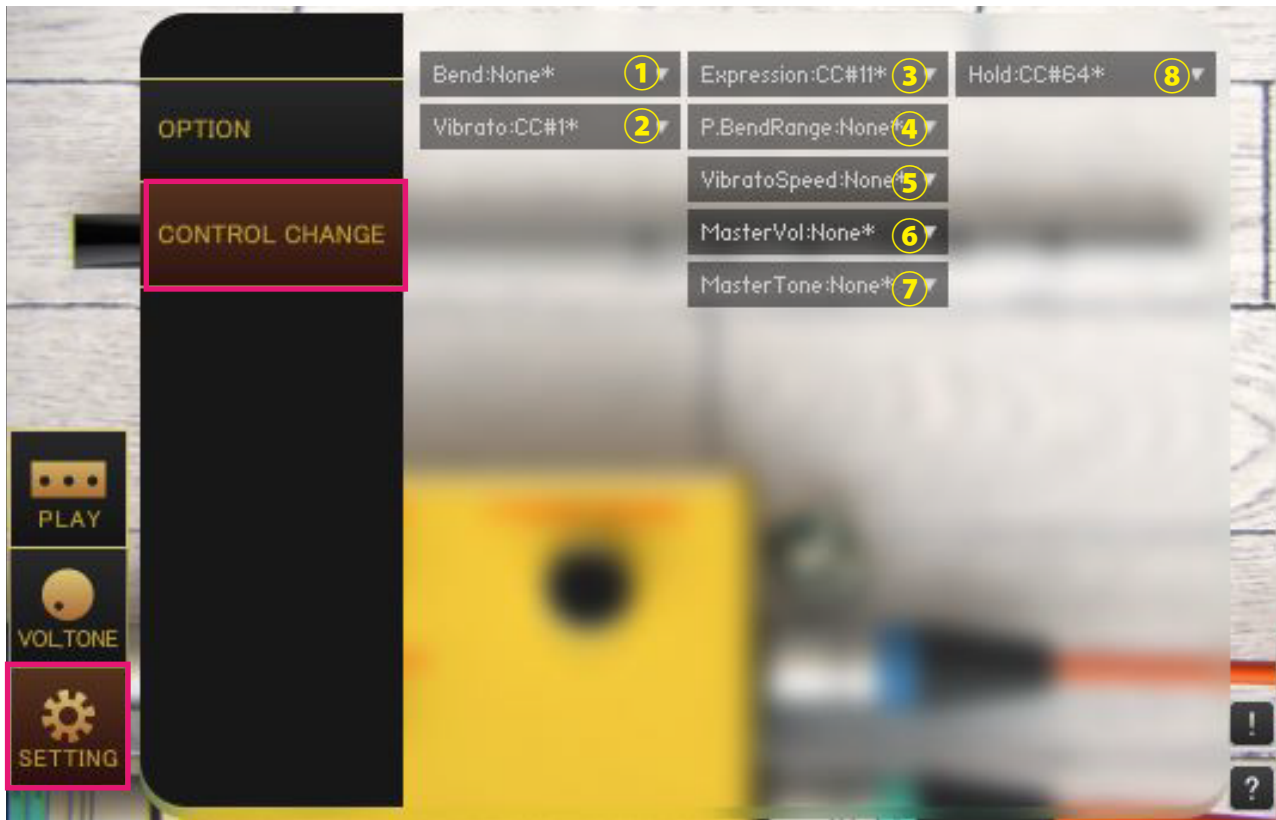 Bend:None* ①
Expression:CC#11* ③
Hold:CC#64* ⑧
OPTION
Vibrato:CC#1* ②
P.BendRange:None* ④
VibratoSpeed:None* ⑤
CONTROL CHANGE
MasterVol:None* ⑥
MasterTone:None* ⑦
PLAY
VOL,TONE
SETTING
!
?